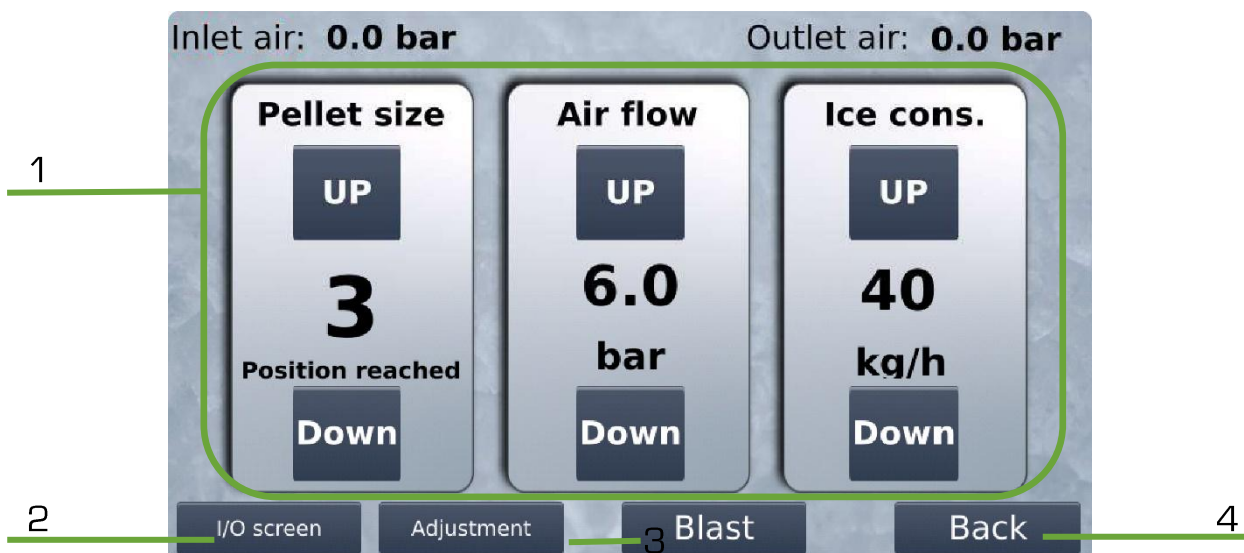 Inlet air: 0.0 bar
Outlet air: 0.0 bar
Pellet size
Air flow
Ice cons.
1
UP
UP
UP
3
6.0
40
bar
kg/h
Position reached
Down
Down
Down
2
I/O screen
Adjustment
3
Blast
Back
4